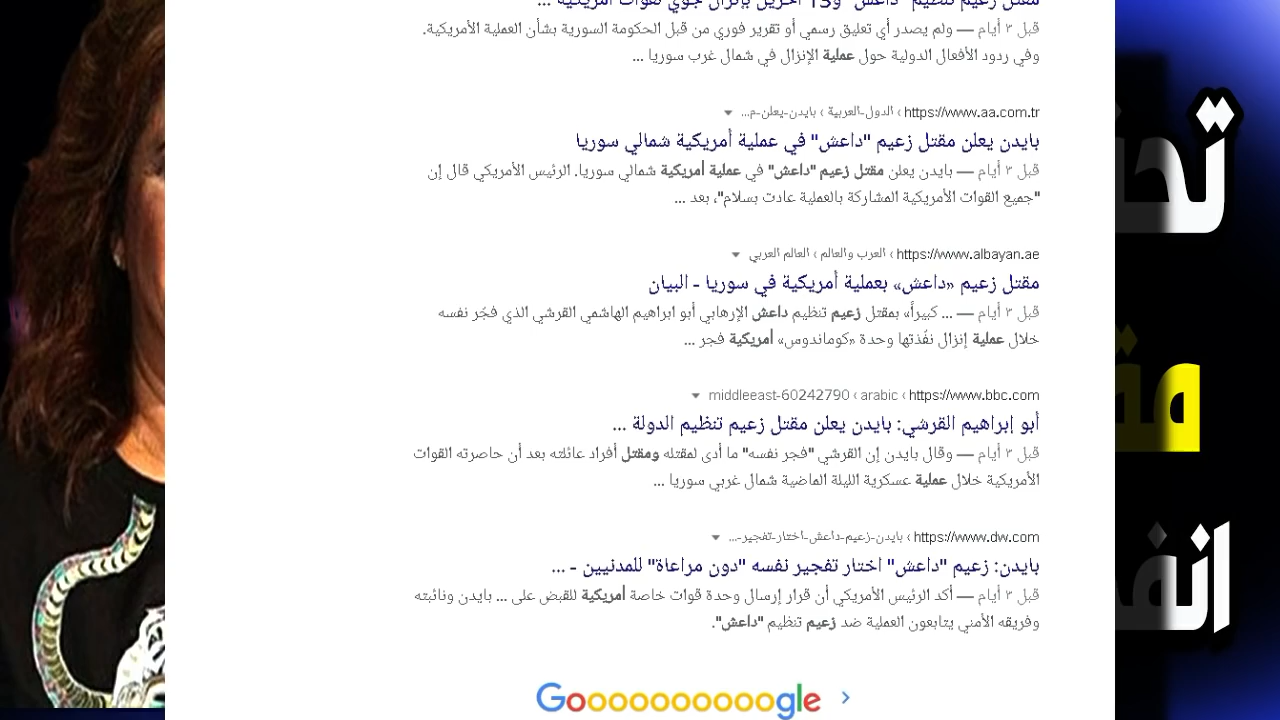 مقتل زعيم تنظيم "داعش" و13 آخرين بإنزال جوي لقوات أمريكية ...
قبل ٣ أيام — ولم يصدر أي تعليق رسمي أو تقرير فوري من قبل الحكومة السورية بشأن العملية الأمريكية.
وفي ردود الأفعال الدولية حول عملية الإنزال في شمال غرب سوريا ...
https://www.aa.com.tr › الدول-العربية › بايدن-يعلن-م...
بايدن يعلن مقتل زعيم "داعش" في عملية أمريكية شمالي سوريا
قبل ٣ أيام — بايدن يعلن مقتل زعيم "داعش" في عملية أمريكية شمالي سوريا. الرئيس الأمريكي قال إن
"جميع القوات الأمريكية المشاركة بالعملية عادت بسلام"، بعد ...
https://www.albayan.ae › العرب والعالم › العالم العربي
مقتل زعيم «داعش» بعملية أمريكية في سوريا - البيان
قبل ٣ أيام — ... كبيراً» بمقتل زعيم تنظيم داعش الإرهابي أبو ابراهيم الهاشمي القرشي الذي فجّر نفسه
خلال عملية إنزال نفّذتها وحدة «كوماندوس» أمريكية فجر ...
https://www.bbc.com › arabic › middleeast-60242790
أبو إبراهيم القرشي: بايدن يعلن مقتل زعيم تنظيم الدولة ...
قبل ٣ أيام — وقال بايدن إن القرشي "فجر نفسه" ما أدى لمقتله ومقتل أفراد عائلته بعد أن حاصرته القوات
الأمريكية خلال عملية عسكرية الليلة الماضية شمال غربي سوريا ...
https://www.dw.com › بايدن-زعيم-داعش-اختار-تفجير-...
بايدن: زعيم "داعش" اختار تفجير نفسه "دون مراعاة" للمدنيين - ...
قبل ٣ أيام — أكد الرئيس الأمريكي أن قرار إرسال وحدة قوات خاصة أمريكية للقبض على ... بايدن ونائبته
وفريقه الأمني يتابعون العملية ضد زعيم تنظيم "داعش".
Goooooooooogle